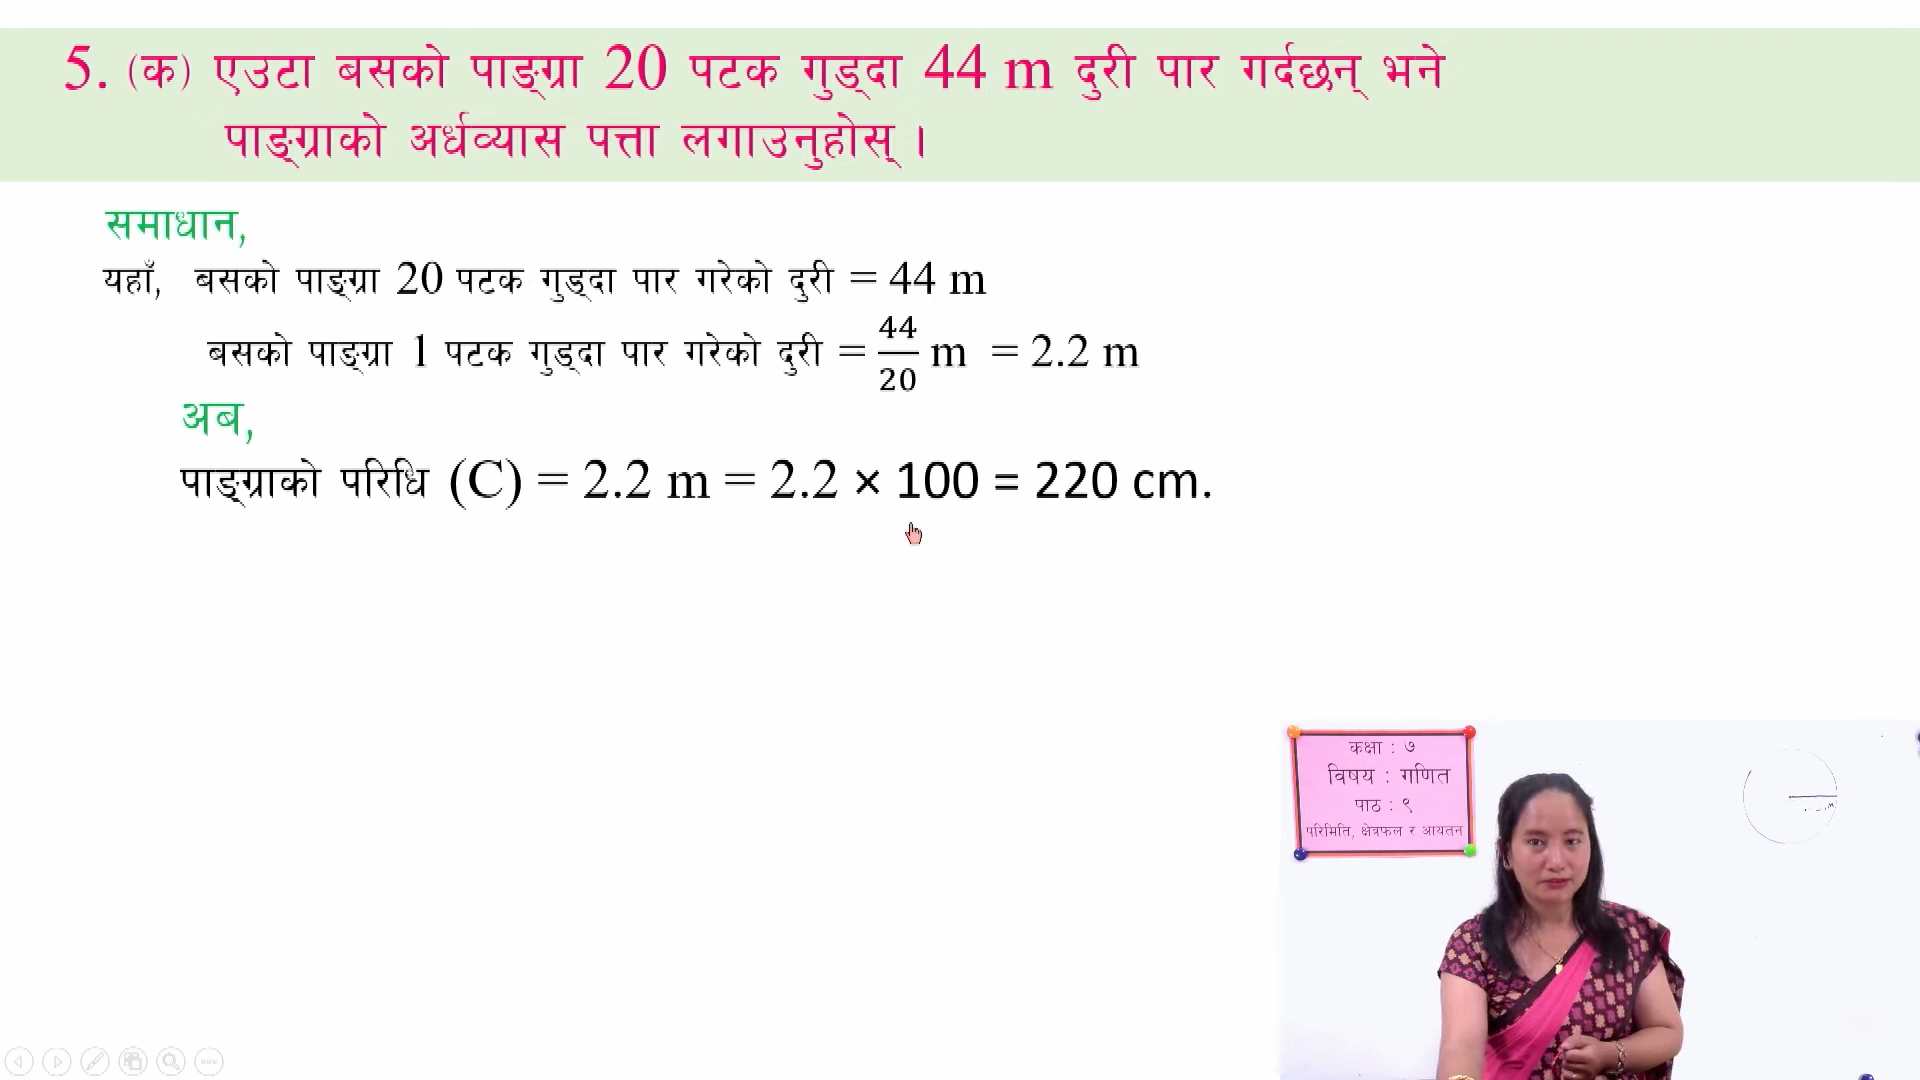 5. (क) एउटा बसको पाङ्ग्रा 20 पटक गुड्दा 44 m दुरी पार गर्दछन् भने
पाङ्ग्राको अर्धव्यास पत्ता लगाउनुहोस् ।
समाधान,
यहाँ, बसको पाङ्ग्रा 20 पटक गुड्दा पार गरेको दुरी = 44 m
बसको पाङ्ग्रा 1 पटक गुड्दा पार गरेको दुरी = 44/20 m = 2.2 m
अब,
पाङ्ग्राको परिधि (C) = 2.2 m = 2.2 × 100 = 220 cm.
कक्षा : ७
विषय : गणित
पाठ : ९
परिमिति, क्षेत्रफल र आयतन